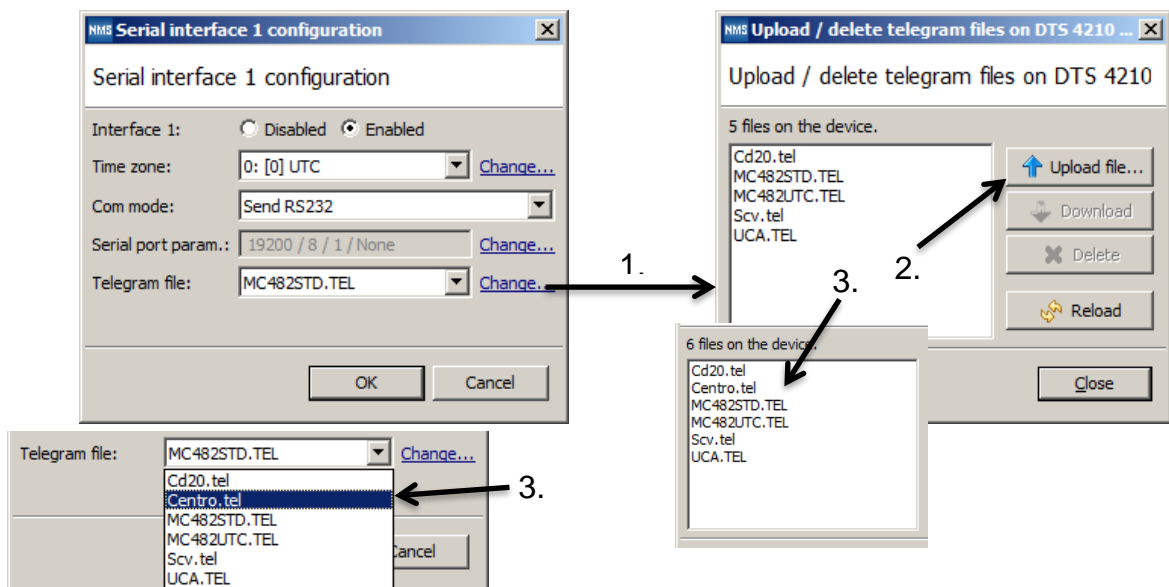 NMS Serial interface 1 configuration
Serial interface 1 configuration
Interface 1: Disabled Enabled
Time zone: 0: [0] UTC Change...
Com mode: Send RS232
Serial port param.: 19200 / 8 / 1 / None Change...
Telegram file: MC482STD.TEL Change...
OK Cancel
1.
NMS Upload / delete telegram files on DTS 4210 ...
Upload / delete telegram files on DTS 4210
5 files on the device.
Cd20.tel
MC482STD.TEL
MC482UTC.TEL
Scv.tel
UCA.TEL
Upload file...
Download
Delete
Reload
Close
2.
3.
6 files on the device.
Cd20.tel
Centro.tel
MC482STD.TEL
MC482UTC.TEL
Scv.tel
UCA.TEL
Telegram file: MC482STD.TEL Change...
Cd20.tel
Centro.tel
MC482STD.TEL
MC482UTC.TEL
Scv.tel
UCA.TEL
Cancel
3.